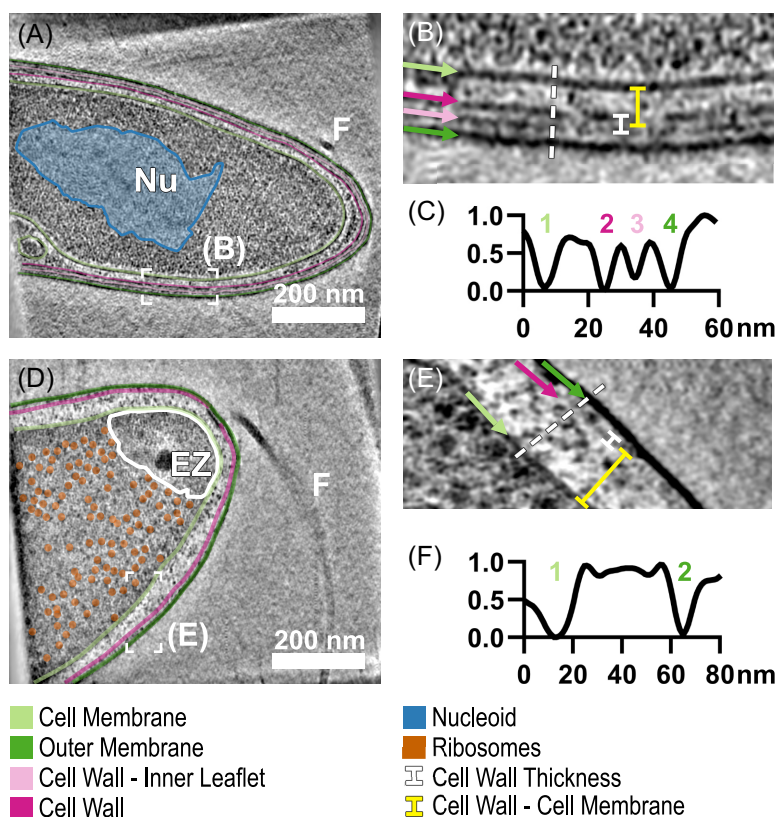 (A)
F
Nu
(B)
200 nm
(B)
(C)
1 2 3 4
1.0
0.5
0.0
0 20 40 60 nm
(D)
EZ
F
(E)
200 nm
(E)
(F)
1 2
1.0
0.5
0.0
0 20 40 60 80 nm
Cell Membrane
Outer Membrane
Cell Wall - Inner Leaflet
Cell Wall
Nucleoid
Ribosomes
Cell Wall Thickness
Cell Wall - Cell Membrane